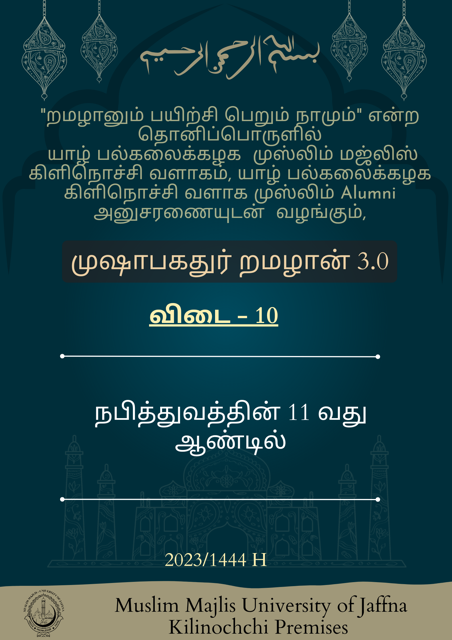 بسم الله الرحمن الرحيم
"றமழானும் பயிற்சி பெறும் நாமும்" என்ற
தொனிப்பொருளில்
யாழ் பல்கலைக்கழக முஸ்லிம் மஜ்லிஸ்
கிளிநொச்சி வளாகம், யாழ் பல்கலைக்கழக
கிளிநொச்சி வளாக முஸ்லிம் Alumni
அனுசரணையுடன் வழங்கும்,
முஷாபகதுர் றமழான் 3.0
விடை - 10
நபித்துவத்தின் 11 வது
ஆண்டில்
2023/1444 H
Muslim Majlis University of Jaffna
Kilinochchi Premises